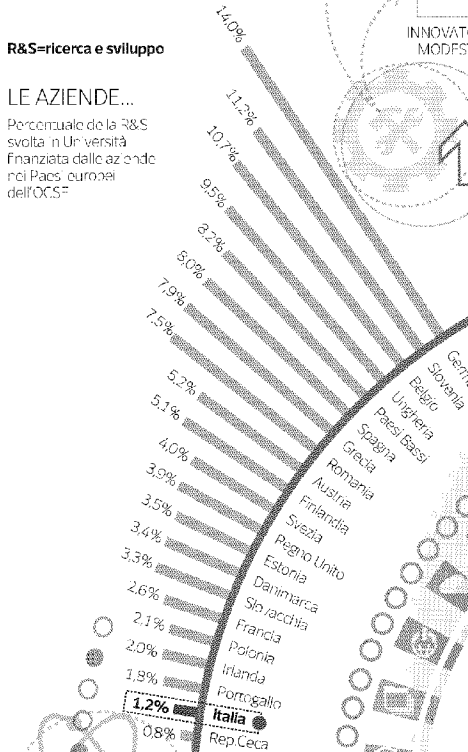 R&S=ricerca e sviluppo
LE AZIENDE...
Percentuale della R&S
svolta in Università
finanziata dalle aziende
nei Paesi europei
dell'OCSE
INNOVATO
MODEST
14,0%
11,2%
10,7%
9,5%
8,2%
8,0%
7,9%
7,5%
5,2%
5,1%
4,0%
3,9%
3,5%
3,4%
3,3%
2,6%
2,1%
2,0%
1,8%
1,2%
0,8%
Germ
Slovenia
Belgio
Ungheria
Paesi Bassi
Spagna
Grecia
Romania
Austria
Finlandia
Svezia
Regno Unito
Estonia
Danimarca
Slovacchia
Francia
Polonia
Irlanda
Portogallo
Italia
Rep.Ceca